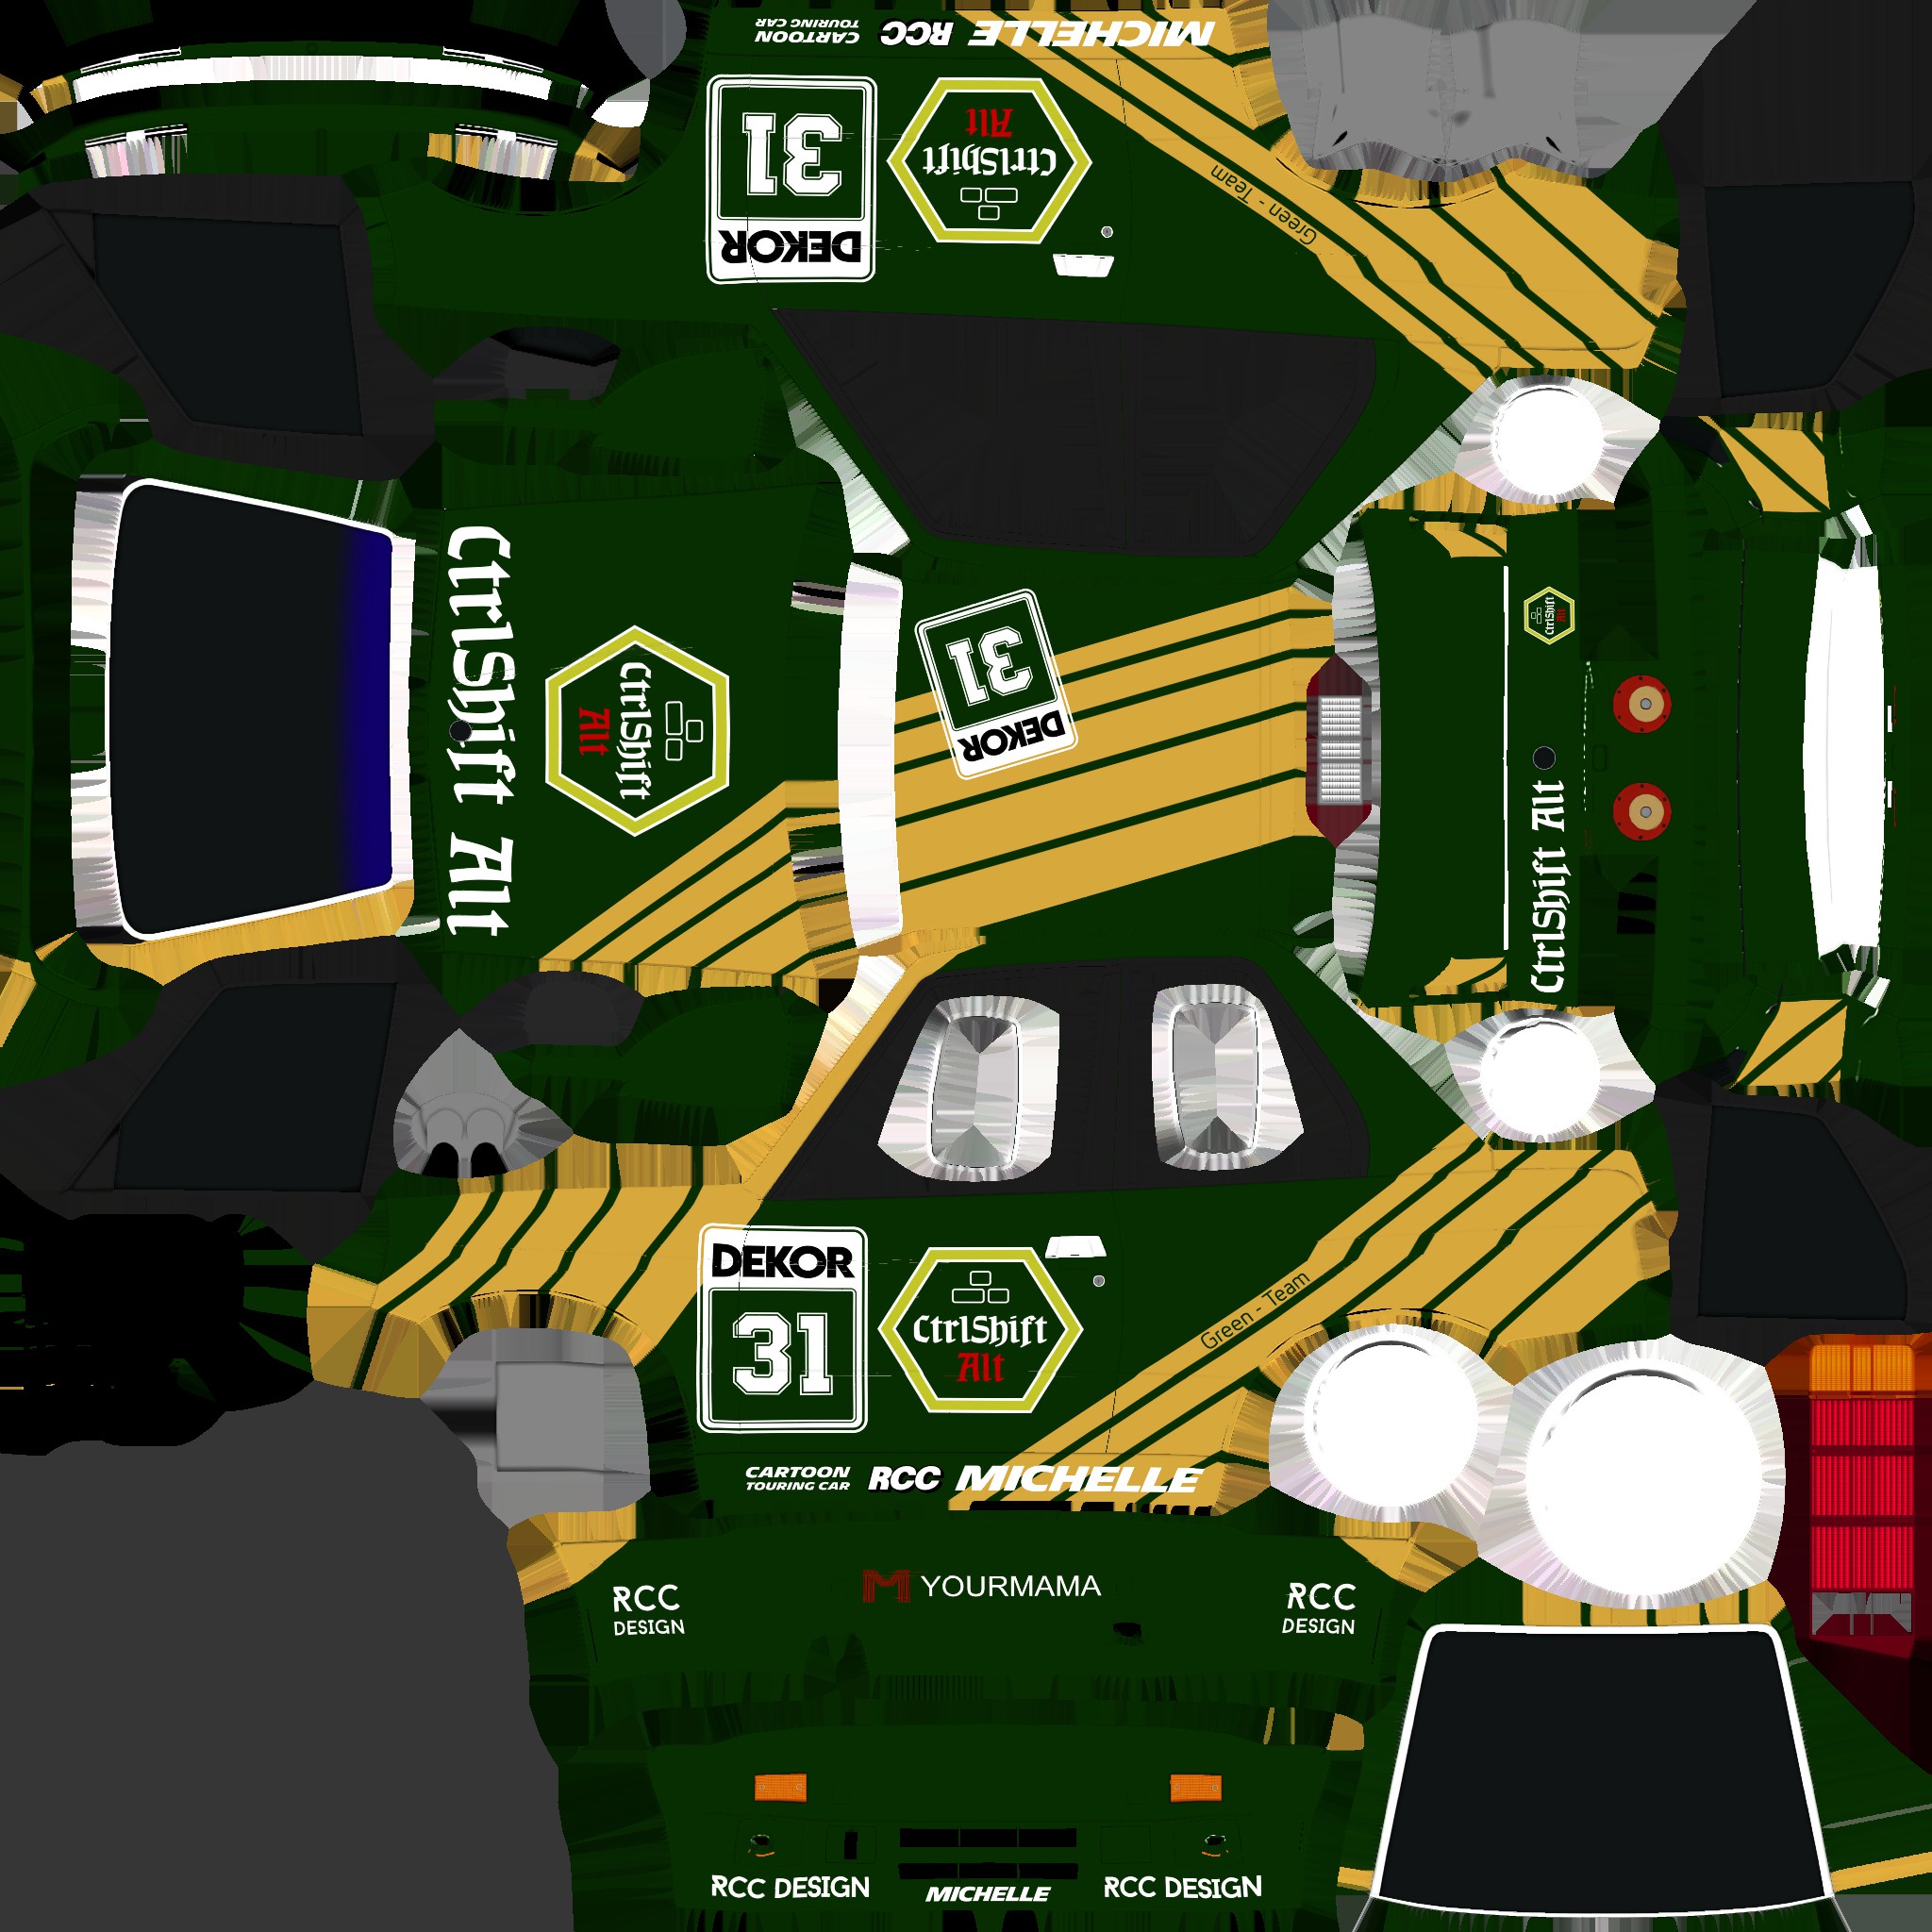 CARTOON
TOURING CAR
RCC
MICHELLE
31
DEKOR
CtrlShift
Alt
Green - Team
CtrlShift Alt
CtrlShift
Alt
31
DEKOR
CtrlShift
Alt
CtrlShift Alt
DEKOR
31
CtrlShift
Alt
Green - Team
CARTOON
TOURING CAR
RCC
MICHELLE
RCC
DESIGN
M YOURMAMA
RCC
DESIGN
RCC DESIGN
MICHELLE
RCC DESIGN